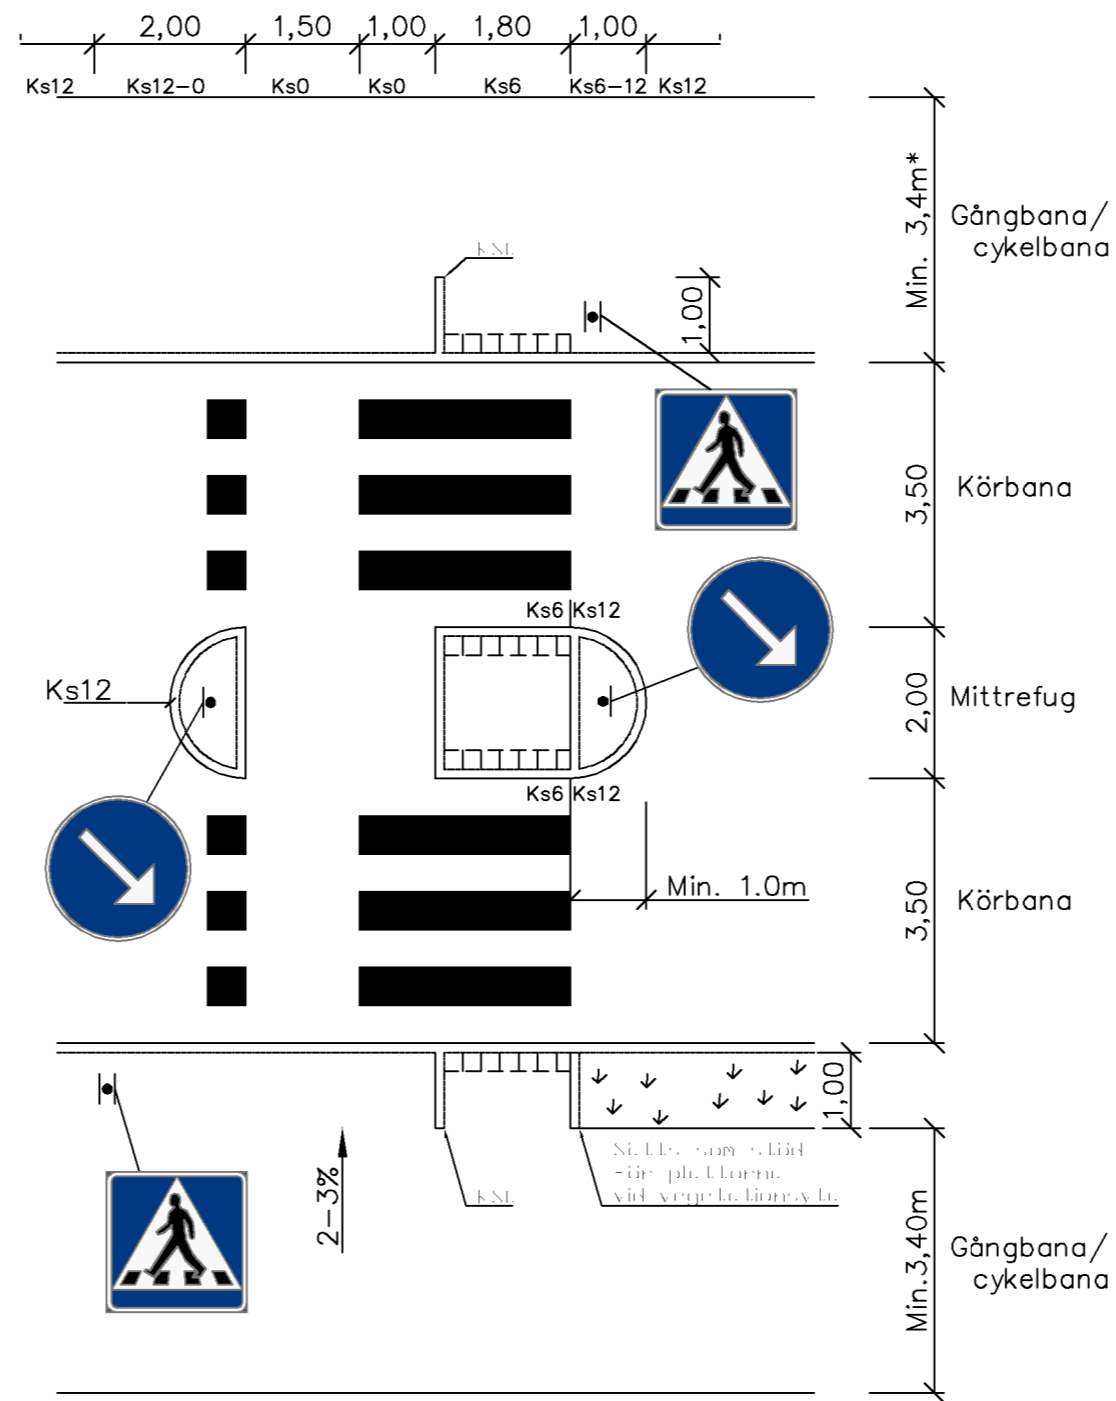 2,00 1,50 1,00 1,80 1,00
Ks12 Ks12-0 Ks0 Ks0 Ks6 Ks6-12 Ks12
Min. 3,4m*
Gångbana/
cykelbana
1,00
3,50
Körbana
Ks6 Ks12
Ks12
2,00
Mittrefug
Ks6 Ks12
Min. 1.0m
3,50
Körbana
1,00
som
vid
2-3%
Min.3,40m
Gångbana/
cykelbana